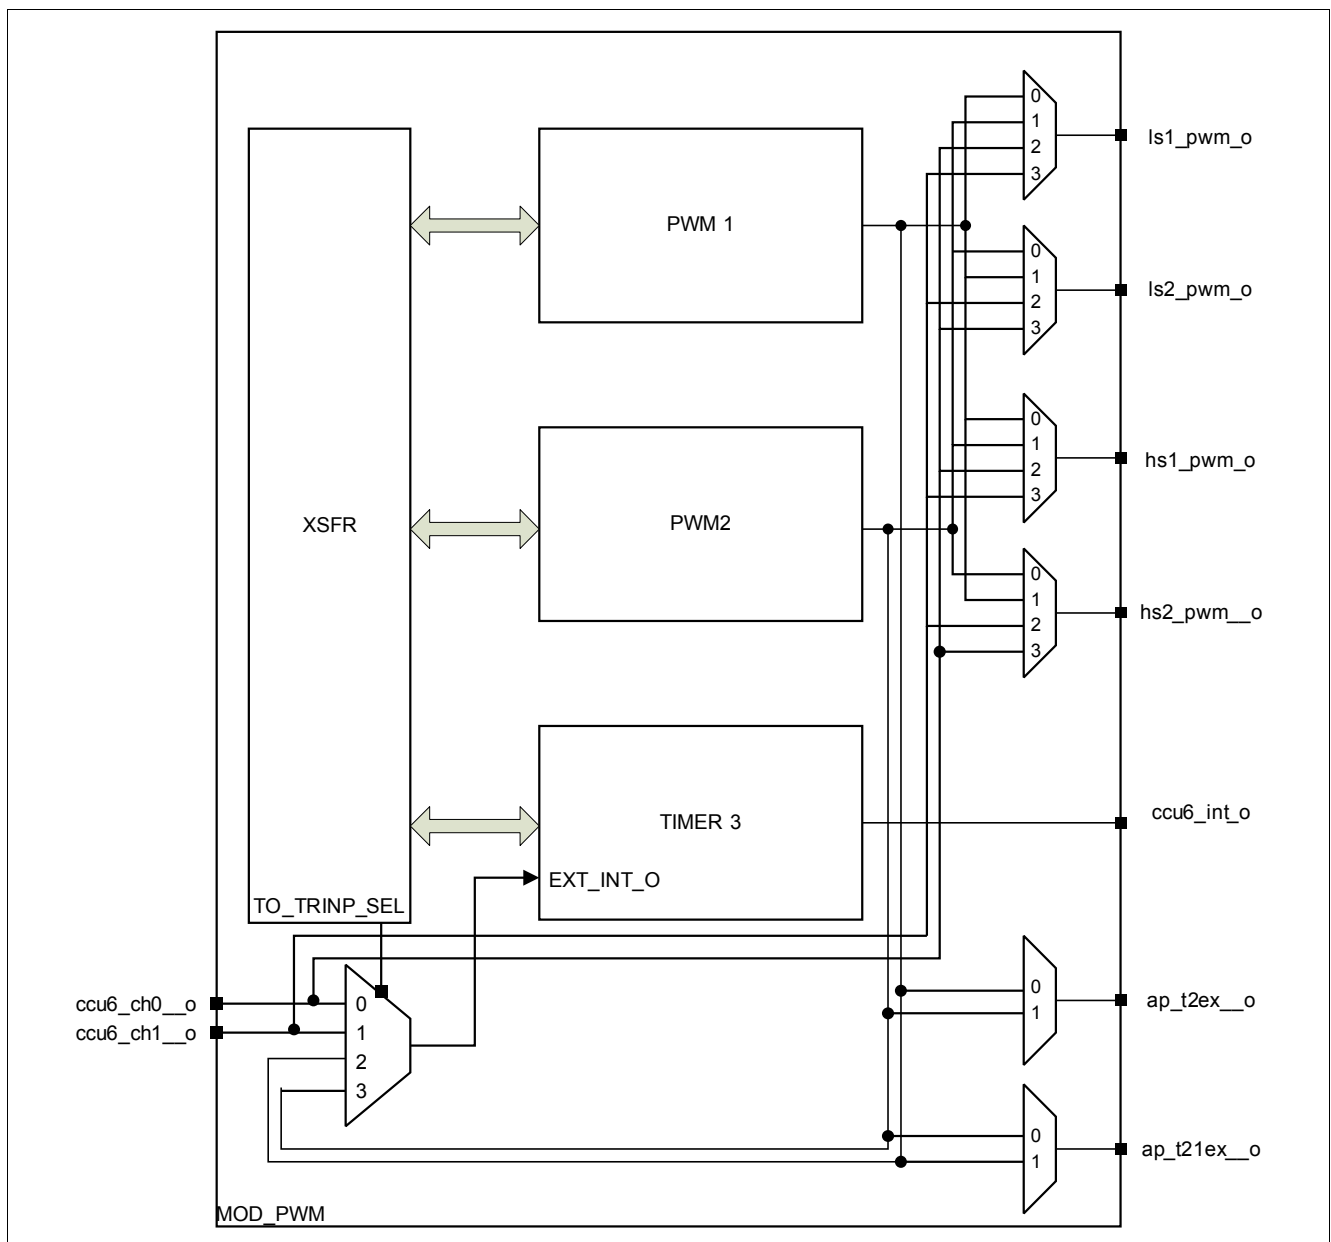 0
1
2
3
ls1_pwm_o
PWM 1
0
1
2
3
ls2_pwm_o
0
1
2
3
hs1_pwm_o
XSFR
PWM2
0
1
2
3
hs2_pwm__o
TIMER 3
ccu6_int_o
EXT_INT_O
TO_TRINP_SEL
ccu6_ch0__o
ccu6_ch1__o
0
1
2
3
0
1
ap_t2ex__o
0
1
ap_t21ex__o
MOD_PWM